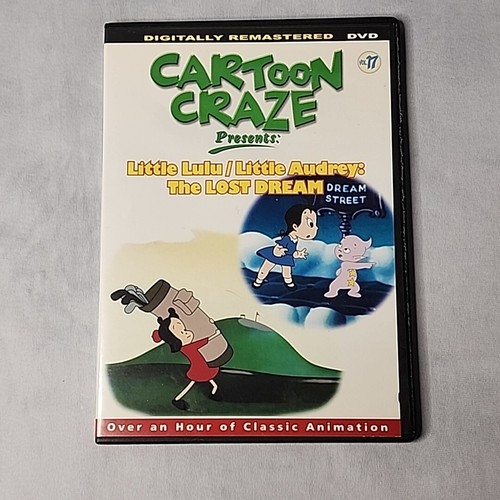 DIGITALLY REMASTERED DVD
CARTOON
CRAZE
VOL. 17
Presents:
Little Lulu / Little Audrey:
The LOST DREAM
DREAM
STREET
Over an Hour of Classic Animation